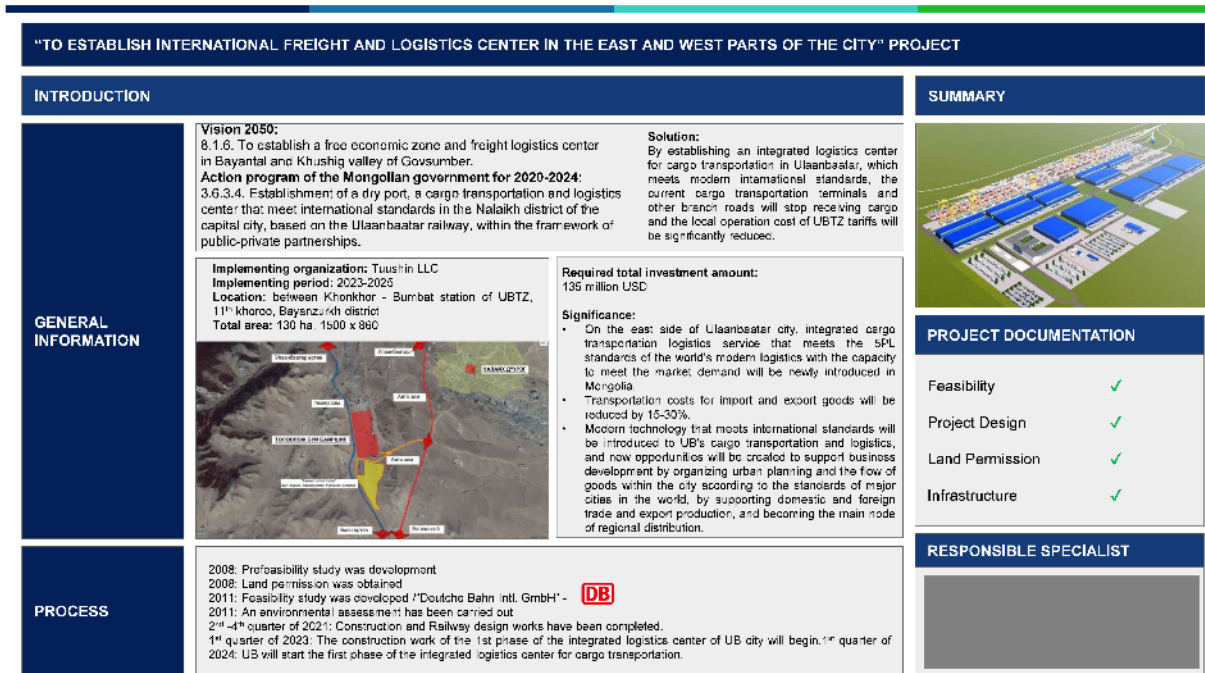 “TO ESTABLISH INTERNATIONAL FREIGHT AND LOGISTICS CENTER IN THE EAST AND WEST PARTS OF THE CITY” PROJECT
INTRODUCTION
GENERAL
INFORMATION
Vision 2050:
8.1.6. To establish a free economic zone and freight logistics center
in Bayantal and Khushig valley of Govsumber.
Action program of the Mongolian government for 2020-2024:
3.6.3.4. Establishment of a dry port, a cargo transportation and logistics
center that meet international standards in the Nalaikh district of the
capital city, based on the Ulaanbaatar railway, within the framework of
public-private partnerships.
Solution:
By establishing an integrated logistics center
for cargo transportation in Ulaanbaatar, which
meets modern international standards, the
current cargo transportation terminals and
other branch roads will stop receiving cargo
and the local operation cost of UBTZ tariffs will
be significantly reduced.
Implementing organization: Tuushin LLC
Implementing period: 2023-2025
Location: between Khonkhor - Bumbat station of UBTZ,
11th khoroo, Bayanzurkh district
Total area: 130 ha, 1500 x 860
Required total investment amount:
135 million USD
Significance:
• On the east side of Ulaanbaatar city, integrated cargo
transportation logistics service that meets the 5PL
standards of the world's modern logistics with the capacity
to meet the market demand will be newly introduced in
Mongolia.
• Transportation costs for import and export goods will be
reduced by 15-30%.
• Modern technology that meets international standards will
be introduced to UB's cargo transportation and logistics,
and new opportunities will be created to support business
development by organizing urban planning and the flow of
goods within the city according to the standards of major
cities in the world, by supporting domestic and foreign
trade and export production, and becoming the main node
of regional distribution.
PROCESS
2008: Prefeasibility study was development
2008: Land permission was obtained
2011: Feasibility study was developed /"Deutche Bahn Intl. GmbH" - DB
2011: An environmental assessment has been carried out
2nd -4th quarter of 2021: Construction and Railway design works have been completed.
1st quarter of 2023: The construction work of the 1st phase of the integrated logistics center of UB city will begin.1st quarter of
2024: UB will start the first phase of the integrated logistics center for cargo transportation.
SUMMARY
PROJECT DOCUMENTATION
Feasibility ✓
Project Design ✓
Land Permission ✓
Infrastructure ✓
RESPONSIBLE SPECIALIST